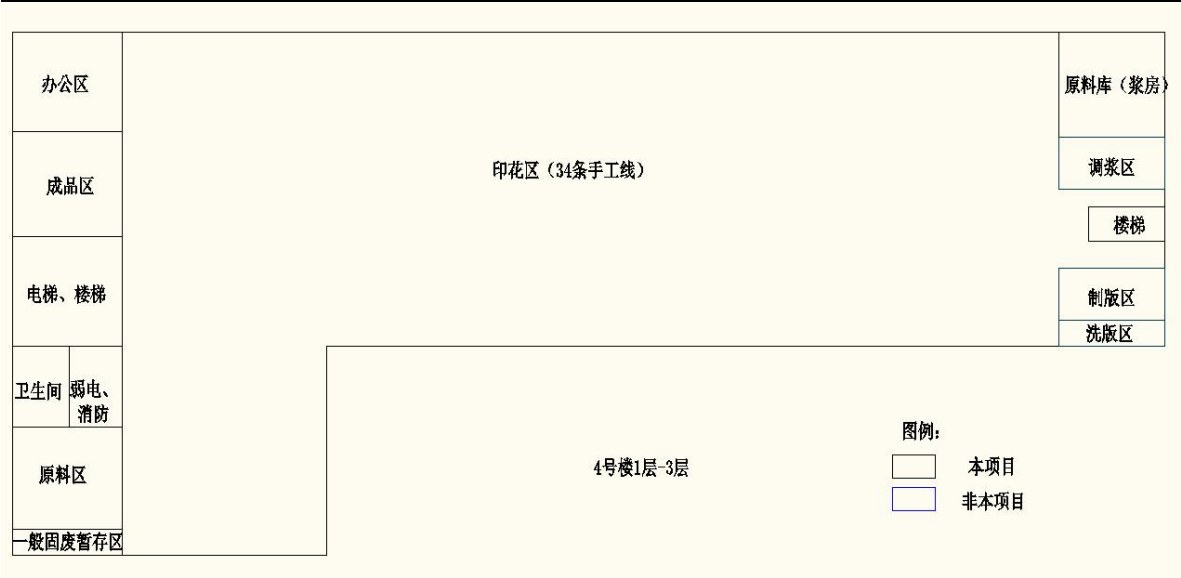 办公区
原料库（浆房）
印花区（34条手工线）
调浆区
成品区
楼梯
电梯、楼梯
制版区
洗版区
卫生间
弱电、
消防
图例:
4号楼1层-3层
本项目
原料区
非本项目
一般固废暂存区